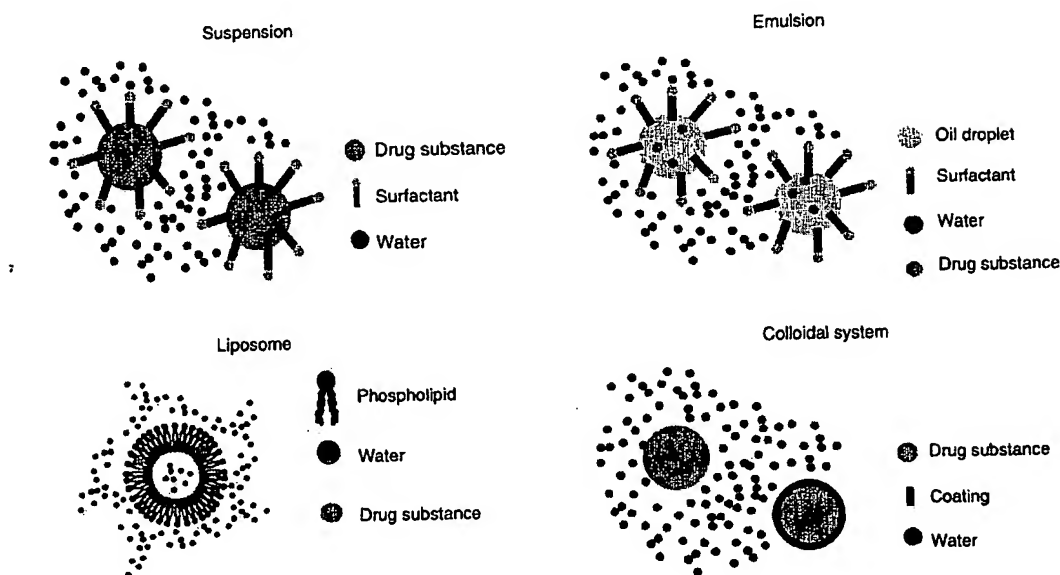 Suspension
Drug substance
Surfactant
Water
Emulsion
Oil droplet
Surfactant
Water
Drug substance
Liposome
Phospholipid
Water
Drug substance
Colloidal system
Drug substance
Coating
Water